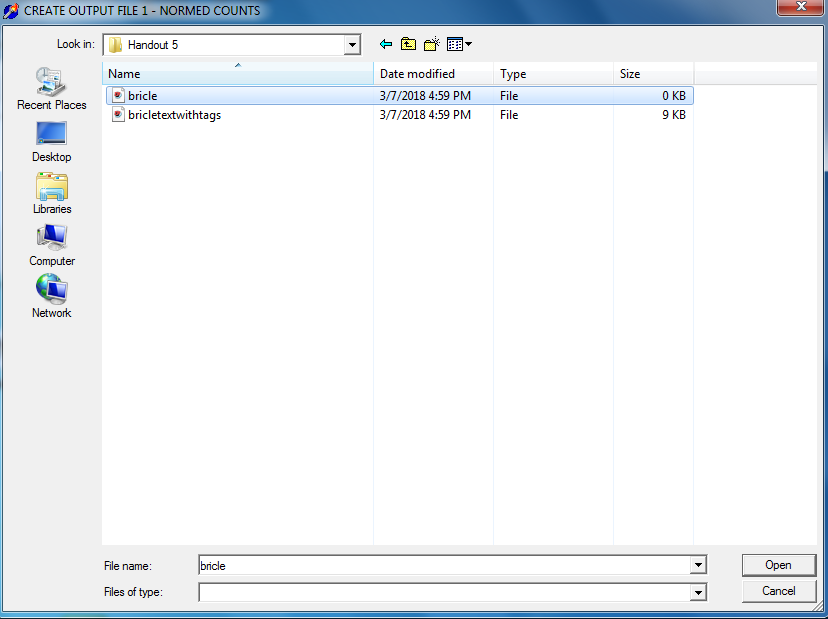 CREATE OUTPUT FILE 1 - NORMED COUNTS
Look in: Handout 5
Name Date modified Type Size
bricle 3/7/2018 4:59 PM File 0 KB
bricletextwithtags 3/7/2018 4:59 PM File 9 KB
Recent Places
Desktop
Libraries
Computer
Network
File name: bricle Open
Files of type: Cancel